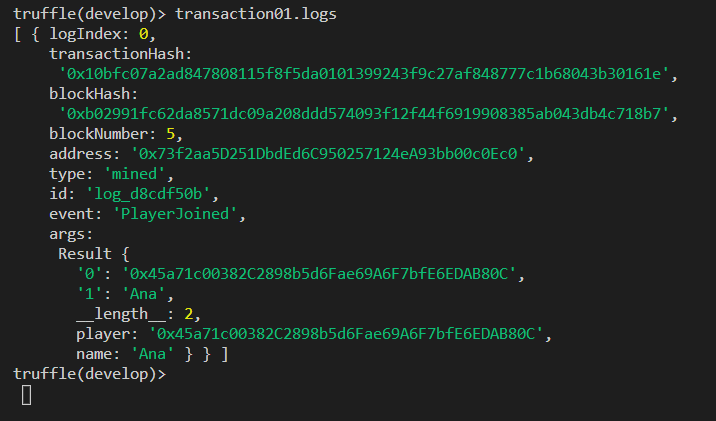 truffle(develop)> transaction01.logs
[ { logIndex: 0,
transactionHash:
'0x10bfc07a2ad847808115f8f5da0101399243f9c27af848777c1b68043b30161e',
blockHash:
'0xb02991fc62da8571dc09a208ddd574093f12f44f6919908385ab043db4c718b7',
blockNumber: 5,
address: '0x73f2aa5D251DbdEd6C950257124eA93bb00c0Ec0',
type: 'mined',
id: 'log_d8cdf50b',
event: 'PlayerJoined',
args:
Result {
'0': '0x45a71c00382C2898b5d6Fae69A6F7bfE6EDAB80C',
'1': 'Ana',
__length__: 2,
player: '0x45a71c00382C2898b5d6Fae69A6F7bfE6EDAB80C',
name: 'Ana' } } ]
truffle(develop)>